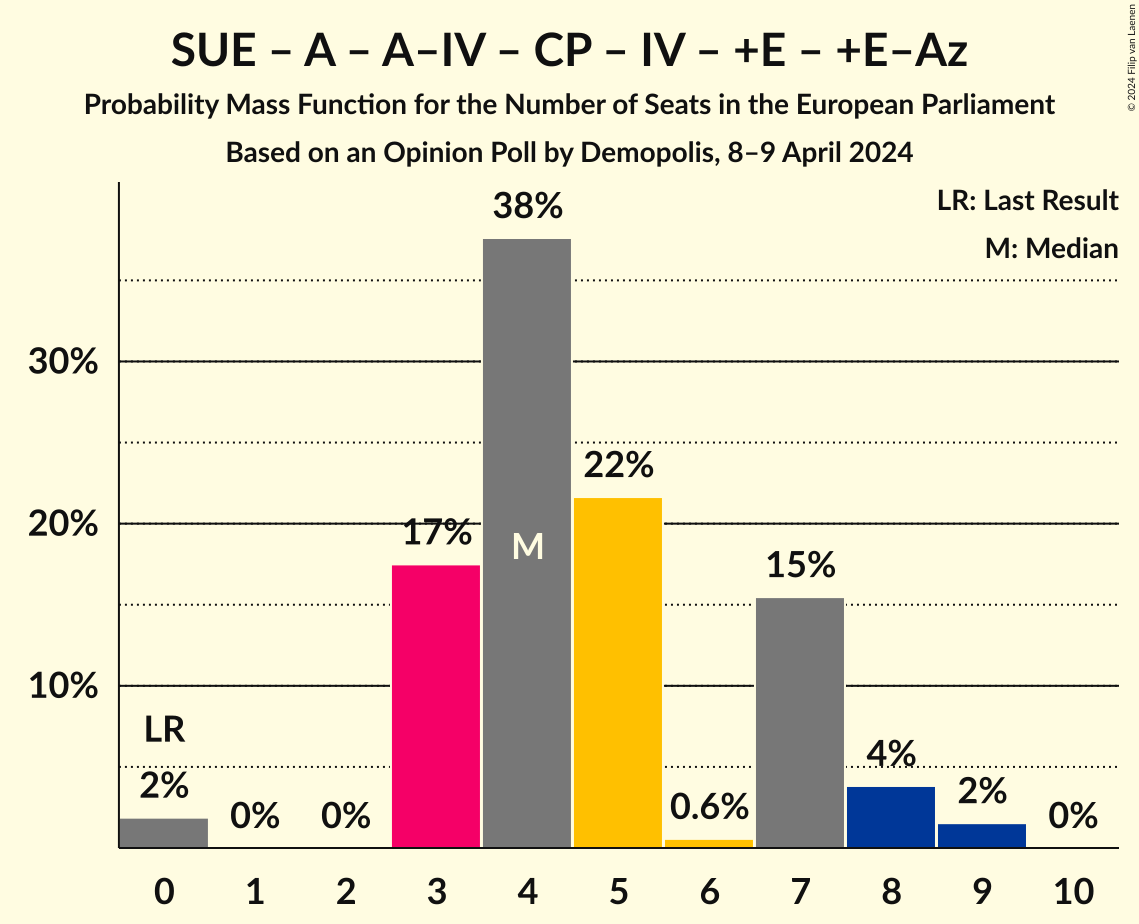 SUE – A – A–IV – CP – IV – +E – +E–Az
Probability Mass Function for the Number of Seats in the European Parliament
Based on an Opinion Poll by Demopolis, 8–9 April 2024
© 2024 Filip van Laenen
LR: Last Result
M: Median
38%
30%
22%
20%
17%
M
15%
10%
LR
2%
0%
0%
0.6%
4%
2%
0%
0 1 2 3 4 5 6 7 8 9 10